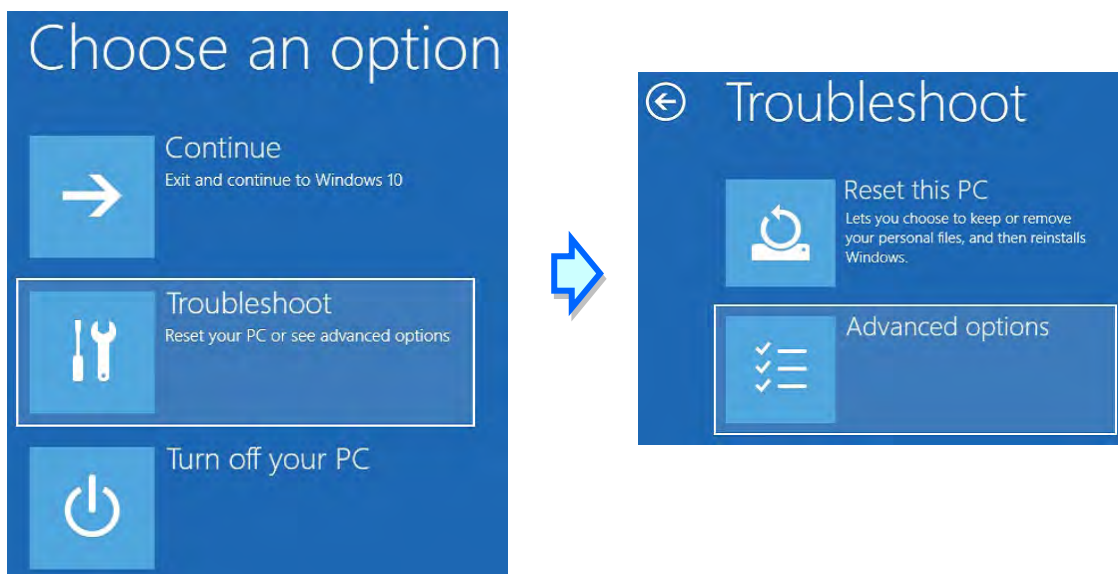 Choose an option
Continue
Exit and continue to Windows 10
Troubleshoot
Reset your PC or see advanced options
Turn off your PC
Troubleshoot
Reset this PC
Lets you choose to keep or remove
your personal files, and then reinstalls
Windows.
Advanced options